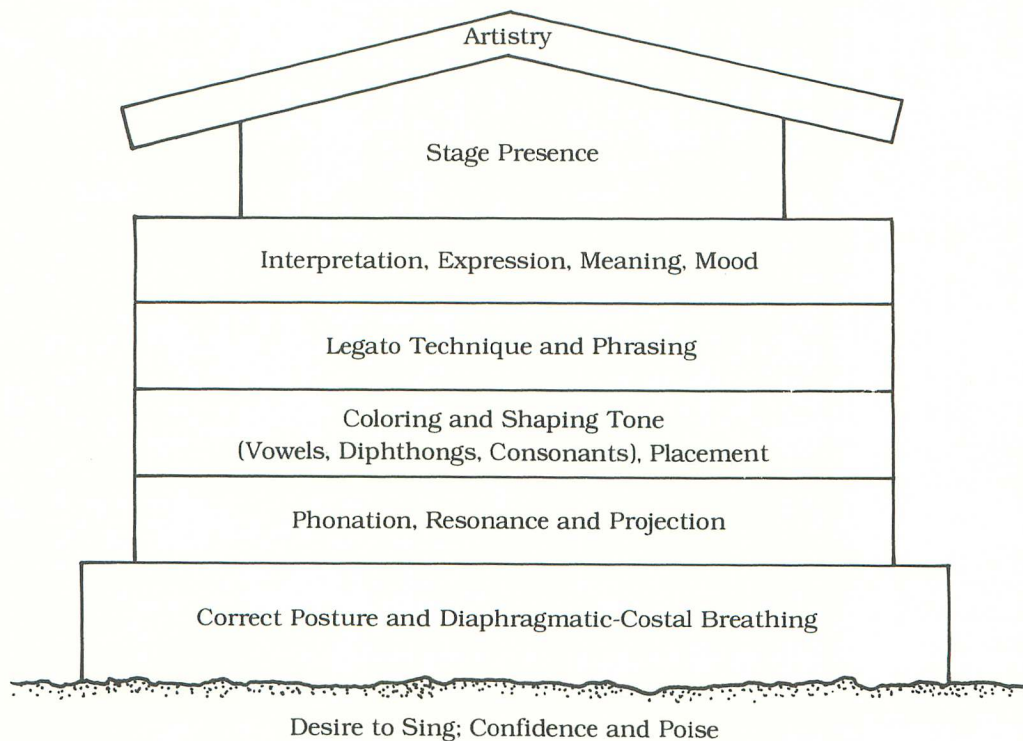 Artistry
Stage Presence
Interpretation, Expression, Meaning, Mood
Legato Technique and Phrasing
Coloring and Shaping Tone
(Vowels, Diphthongs, Consonants), Placement
Phonation, Resonance and Projection
Correct Posture and Diaphragmatic-Costal Breathing
Desire to Sing; Confidence and Poise